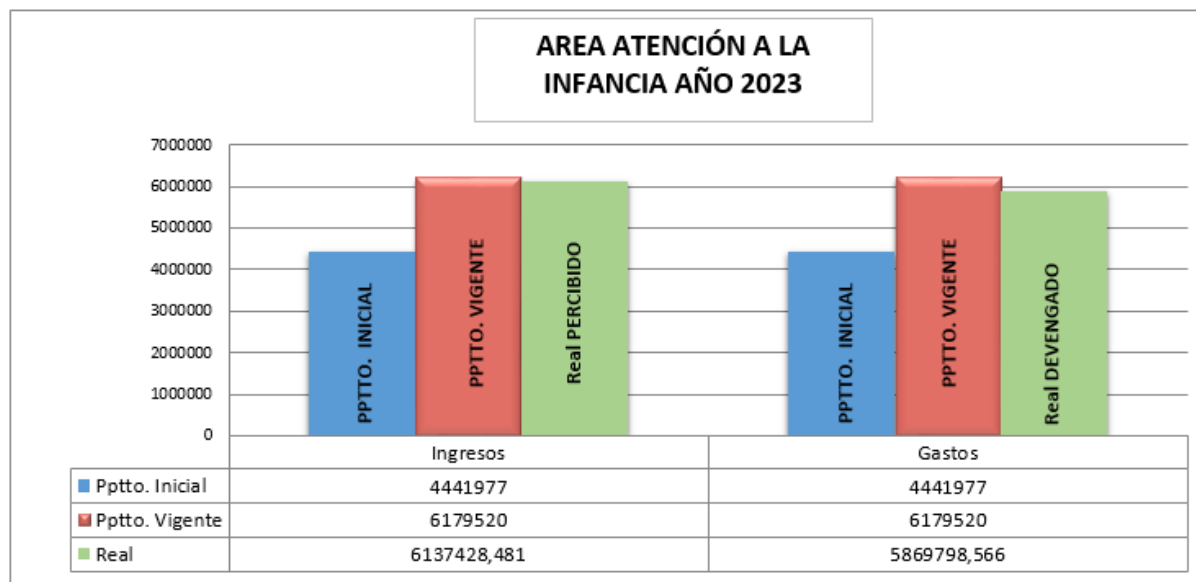 AREA ATENCIÓN A LA
INFANCIA AÑO 2023
7000000
6000000
5000000
4000000
3000000
2000000
1000000
0
PPTTO. INICIAL
PPTTO. VIGENTE
Real PERCIBIDO
PPTTO. INICIAL
PPTTO. VIGENTE
Real DEVENGADO
Ingresos Gastos
Pptto. Inicial 4441977 4441977
Pptto. Vigente 6179520 6179520
Real 6137428,481 5869798,566